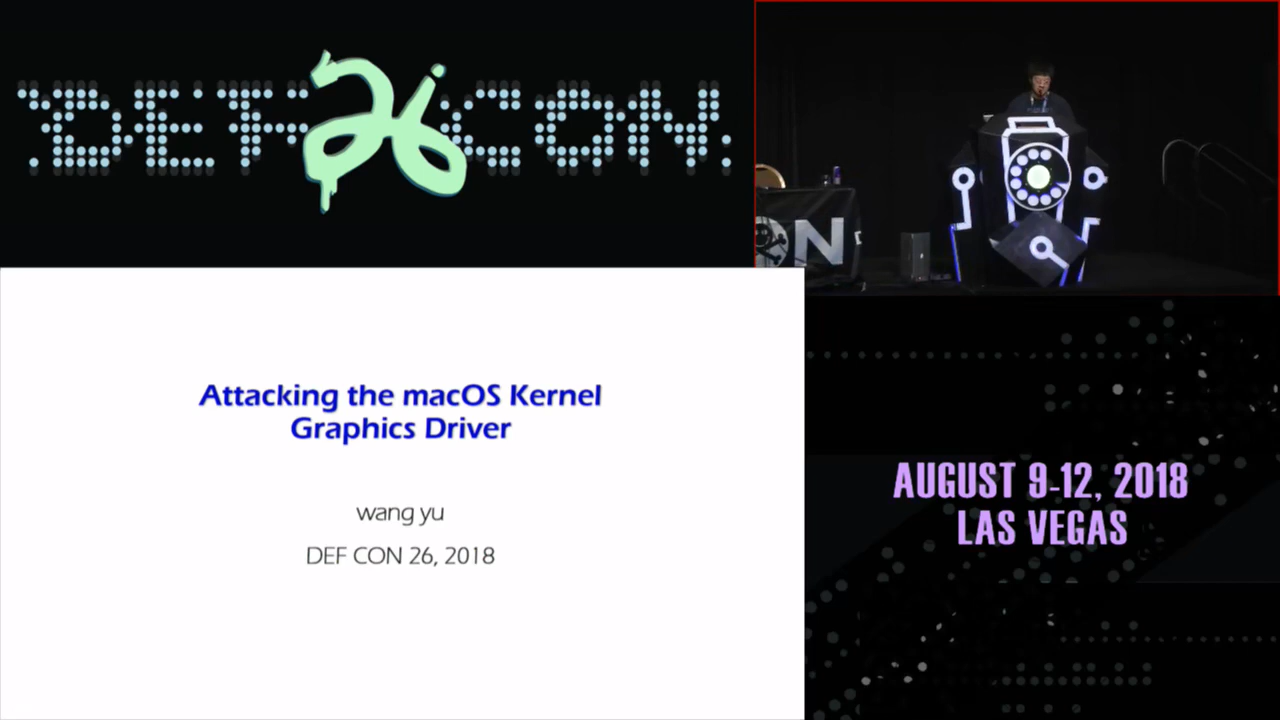 DEF 26 CON
ON
Attacking the macOS Kernel
Graphics Driver
wang yu
DEF CON 26, 2018
AUGUST 9-12, 2018
LAS VEGAS